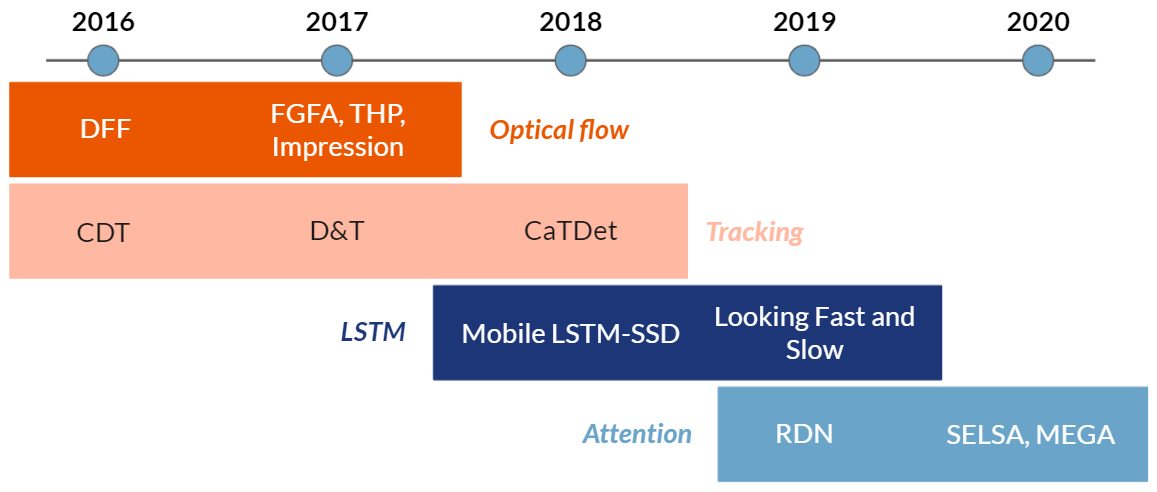 2016 2017 2018 2019 2020
DFF
FGFA, THP,
Impression
Optical flow
CDT
D&T
CaTDet
Tracking
LSTM
Mobile LSTM-SSD
Looking Fast and
Slow
Attention
RDN
SELSA, MEGA